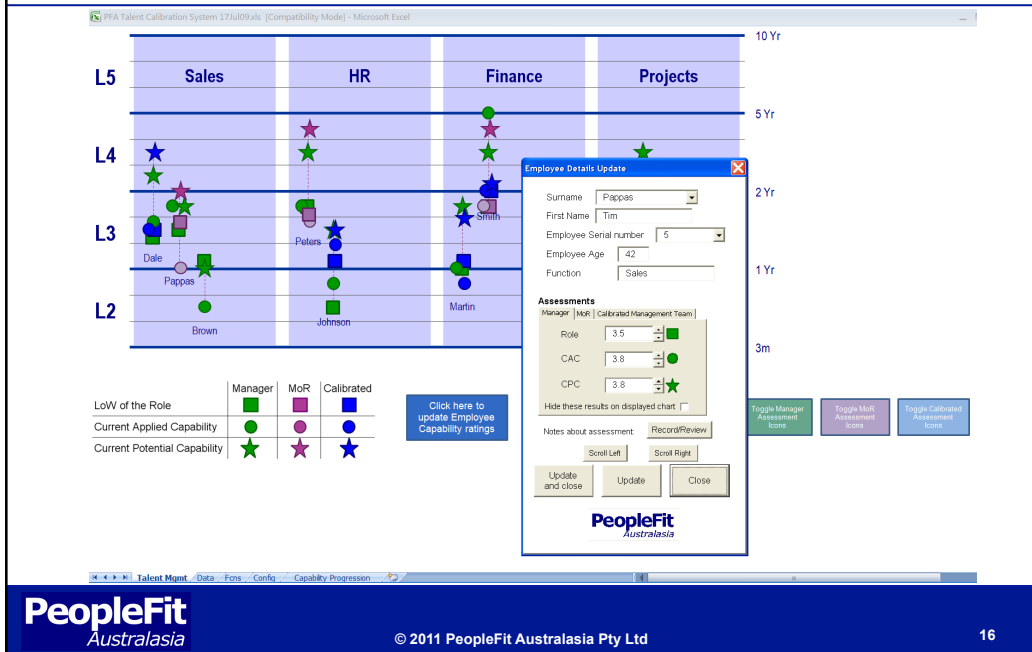 PFA Talent Calibration System 17Jul09.xls [Compatibility Mode] - Microsoft Excel
10 Yr
L5 Sales HR Finance Projects
5 Yr
L4
2 Yr
L3
Dale
Pappas
Brown
Peters
Johnson
Smith
Martin
1 Yr
L2
3m
Employee Details Update
Surname Pappas
First Name Tim
Employee Serial number 5
Employee Age 42
Function Sales
Assessments
Manager MoR Calibrated Management Team
Role 3.5
CAC 3.8
CPC 3.8
Hide these results on displayed chart
Notes about assessment: Record/Review
Scroll Left Scroll Right
Update and close
Update
Close
PeopleFit
Australasia
Manager MoR Calibrated
LoW of the Role
Current Applied Capability
Current Potential Capability
Click here to
update Employee
Capability ratings
Toggle Manager
Assessment
Icons
Toggle MoR
Assessment
Icons
Toggle Calibrated
Assessment
Icons
Talent Mgmt Data Fcns Config Capability Progression
PeopleFit
Australasia
© 2011 PeopleFit Australasia Pty Ltd
16